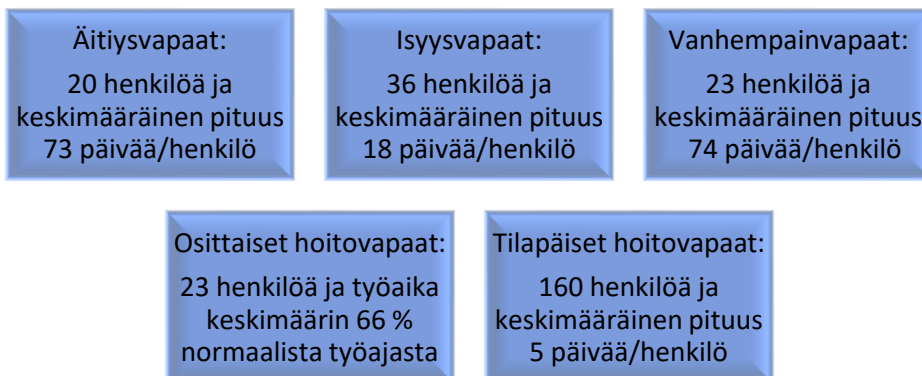 Äitiysvapaat:
20 henkilöä ja
keskimääräinen pituus
73 päivää/henkilö
Isyysvapaat:
36 henkilöä ja
keskimääräinen pituus
18 päivää/henkilö
Vanhempainvapaat:
23 henkilöä ja
keskimääräinen pituus
74 päivää/henkilö
Osittaiset hoitovapaat:
23 henkilöä ja työaika
keskimäärin 66 %
normaalista työajasta
Tilapäiset hoitovapaat:
160 henkilöä ja
keskimääräinen pituus
5 päivää/henkilö